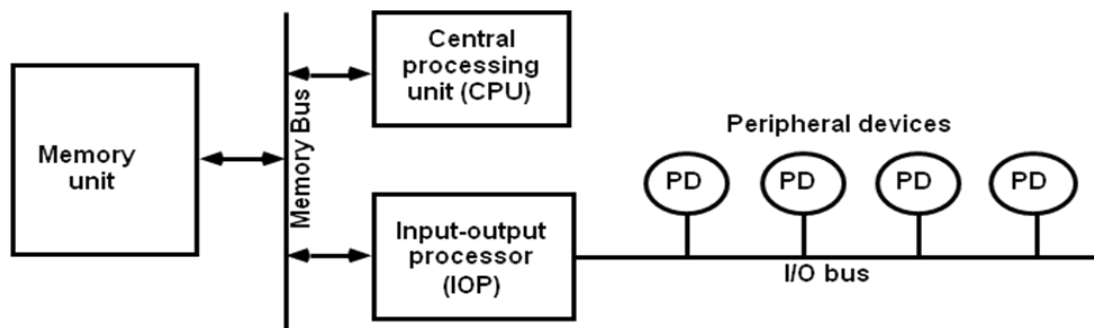 Memory
unit
Memory Bus
Central
processing
unit (CPU)
Input-output
processor
(IOP)
Peripheral devices
PD
PD
PD
PD
I/O bus